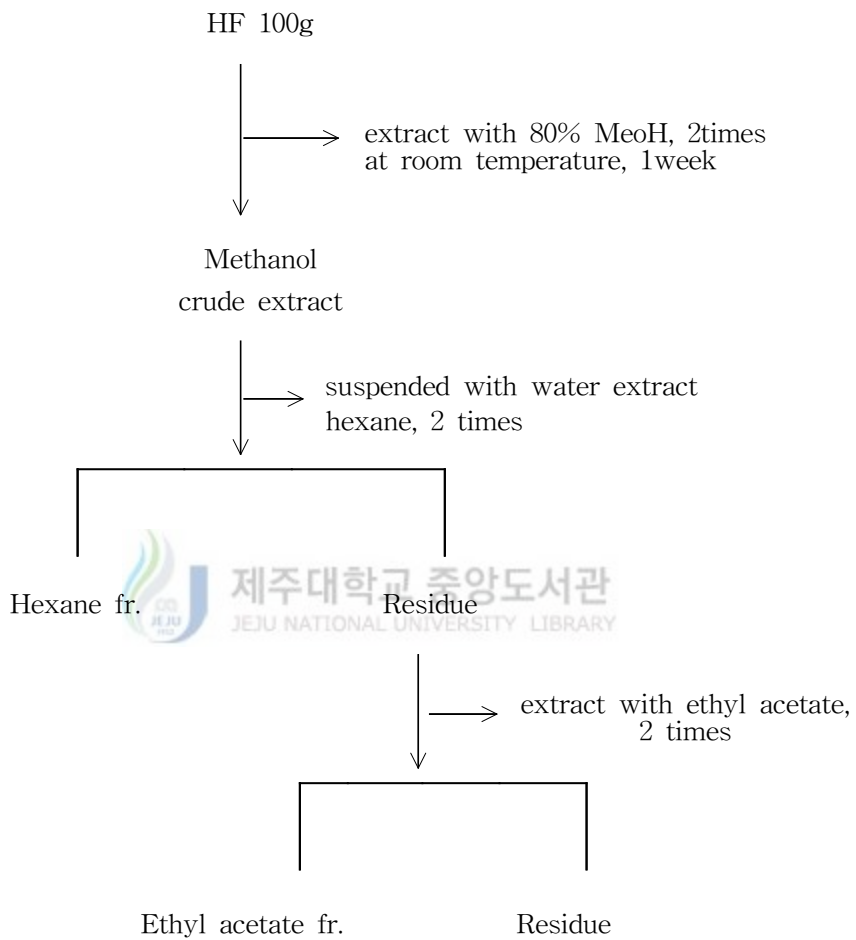 HF 100g
extract with 80% MeoH, 2times
at room temperature, 1week
Methanol
crude extract
suspended with water extract
hexane, 2 times
제주대학교 중앙도서관
JEJU NATIONAL UNIVERSITY LIBRARY
JEJU
1952
Hexane fr.
Residue
extract with ethyl acetate,
2 times
Ethyl acetate fr.
Residue